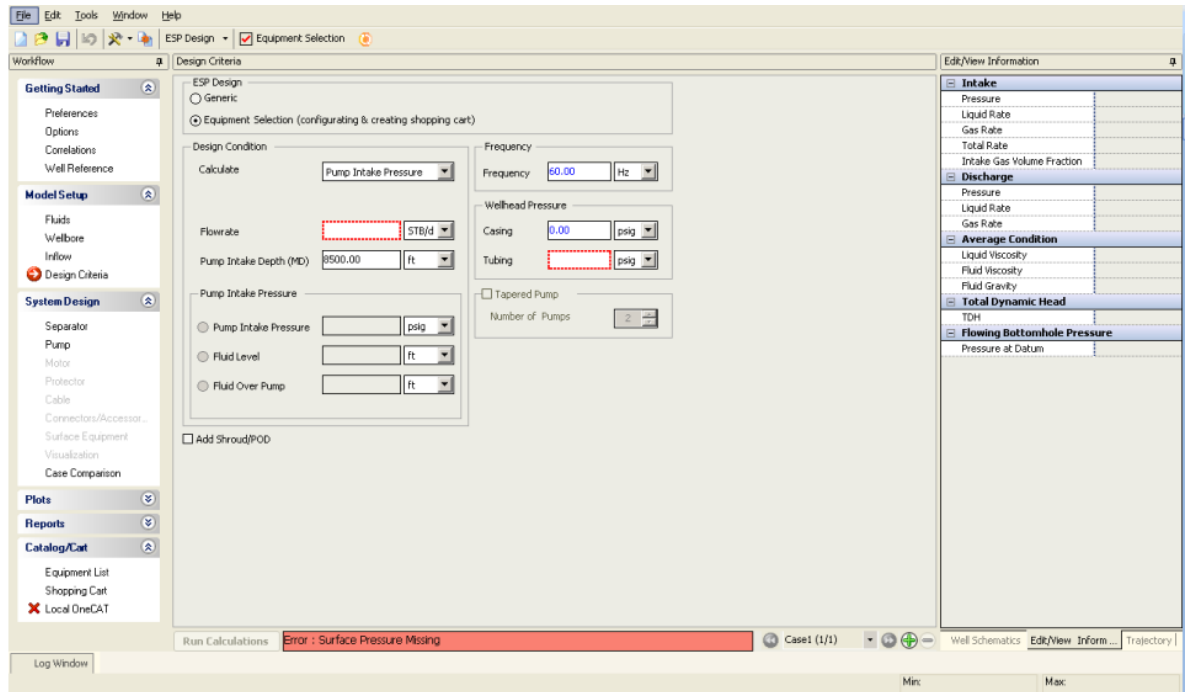 File Edit Tools Window Help
ESP Design Equipment Selection
Workflow
Getting Started
Preferences
Options
Correlations
Well Reference
Model Setup
Fluids
Wellbore
Inflow
Design Criteria
System Design
Separator
Pump
Motor
Protector
Cable
Connectors/Accessor...
Surface Equipment
Visualization
Case Comparison
Plots
Reports
Catalog/Cart
Equipment List
Shopping Cart
Local OneCAT
Design Criteria
ESP Design
Generic
Equipment Selection (configurating & creating shopping cart)
Design Condition
Calculate Pump Intake Pressure
Flowrate STB/d
Pump Intake Depth (MD) 8500.00 ft
Pump Intake Pressure
Pump Intake Pressure psig
Fluid Level ft
Fluid Over Pump ft
Frequency
Frequency 60.00 Hz
Wellhead Pressure
Casing 0.00 psig
Tubing psig
Tapered Pump
Number of Pumps 2
Add Shroud/POD
Run Calculations Error : Surface Pressure Missing Case1 (1/1)
Edit/View Information
Intake
Pressure
Liquid Rate
Gas Rate
Total Rate
Intake Gas Volume Fraction
Discharge
Pressure
Liquid Rate
Gas Rate
Average Condition
Liquid Viscosity
Fluid Viscosity
Fluid Gravity
Total Dynamic Head
TDH
Flowing Bottomhole Pressure
Pressure at Datum
Well Schematics Edit/View Inform ... Trajectory
Log Window
Min: Max: